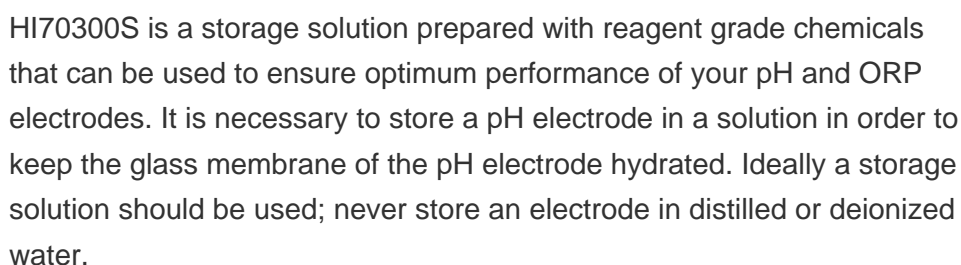 HI70300S is a storage solution prepared with reagent grade chemicals
that can be used to ensure optimum performance of your pH and ORP
electrodes. It is necessary to store a pH electrode in a solution in order to
keep the glass membrane of the pH electrode hydrated. Ideally a storage
solution should be used; never store an electrode in distilled or deionized
water.